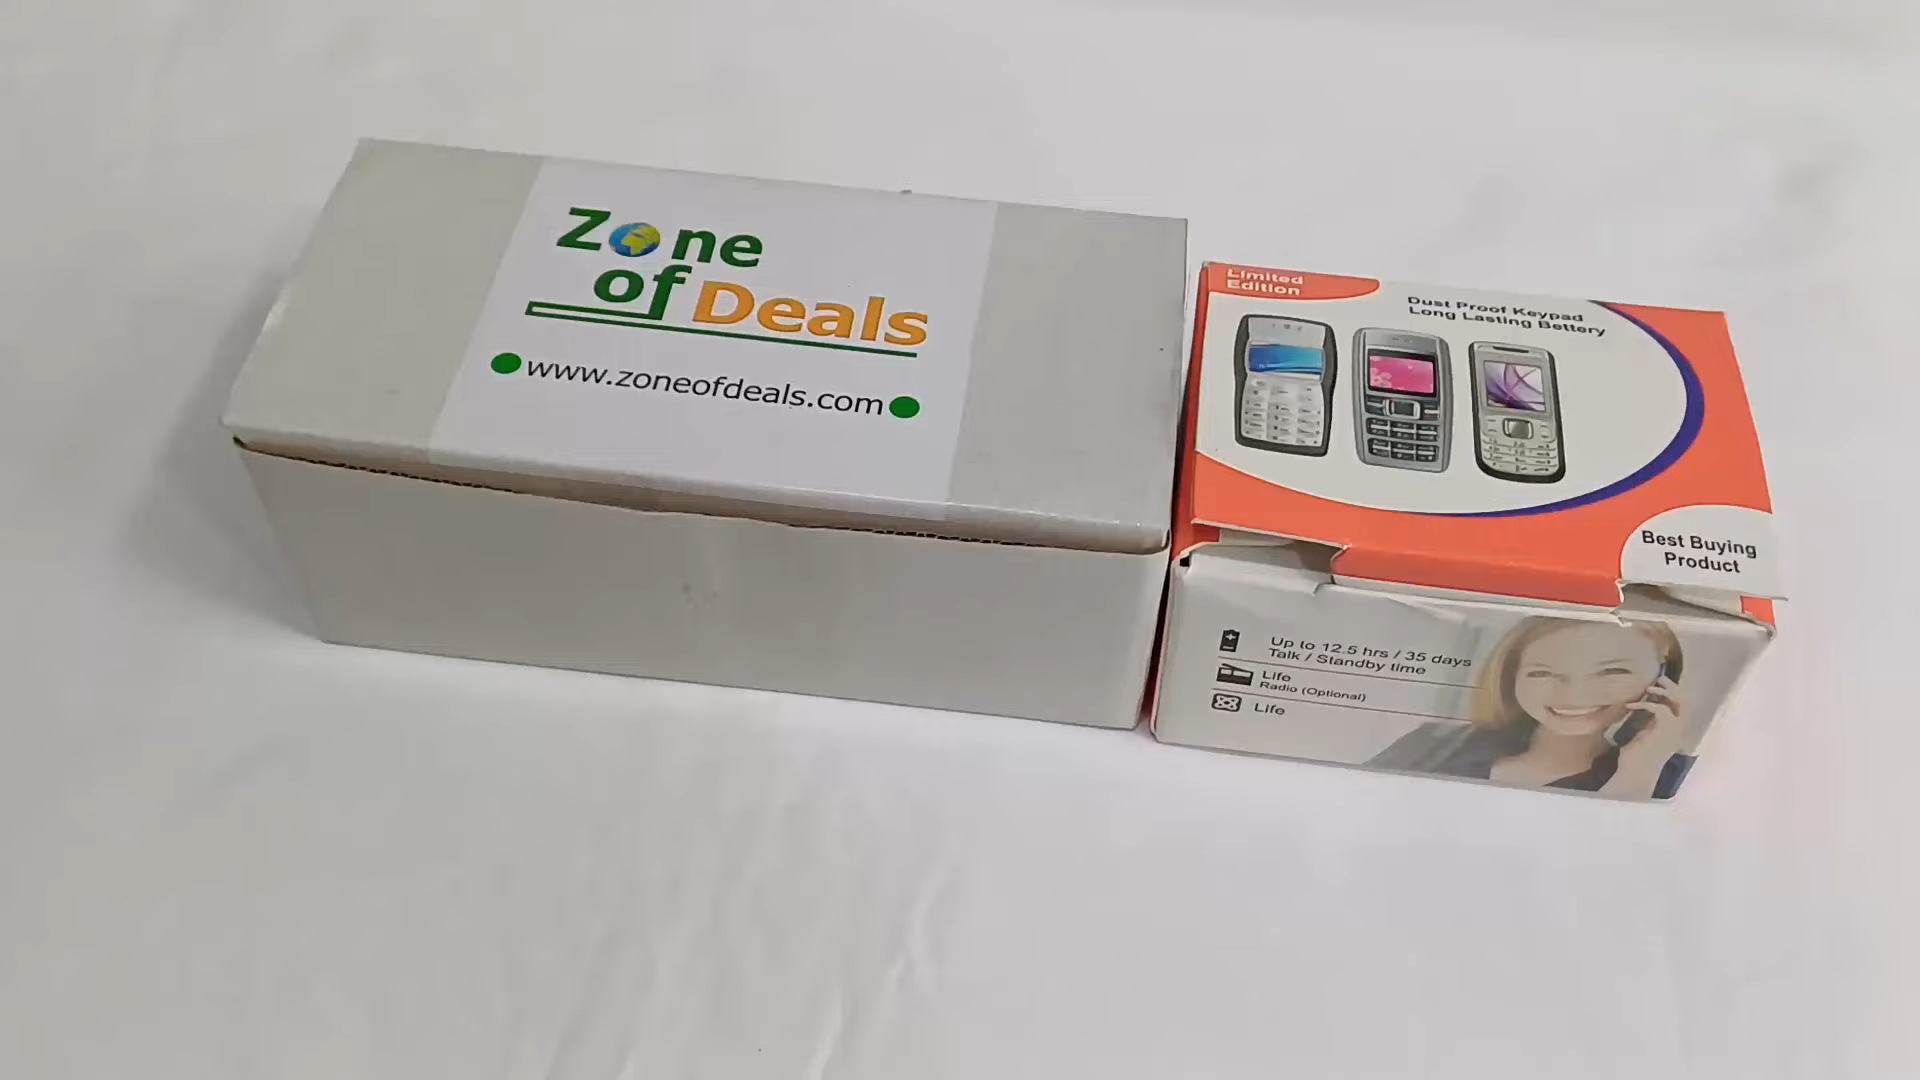 Zone
of Deals
www.zoneofdeals.com
Limited
Edition
Dust Proof Keypad
Long Lasting Bettery
Best Buying
Product
Up to 12.5 hrs / 35 days
Talk / Standby time
Life
Radio (Optional)
Life